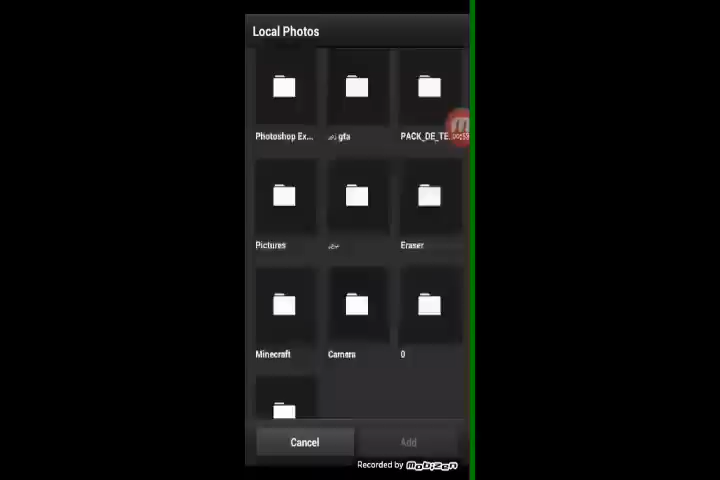 Local Photos
Photoshop Ex...
gfa
PACK_DE_TE...
Pictures
Eraser
Minecraft
Camera
0
Cancel
Add
Recorded by Mobizen